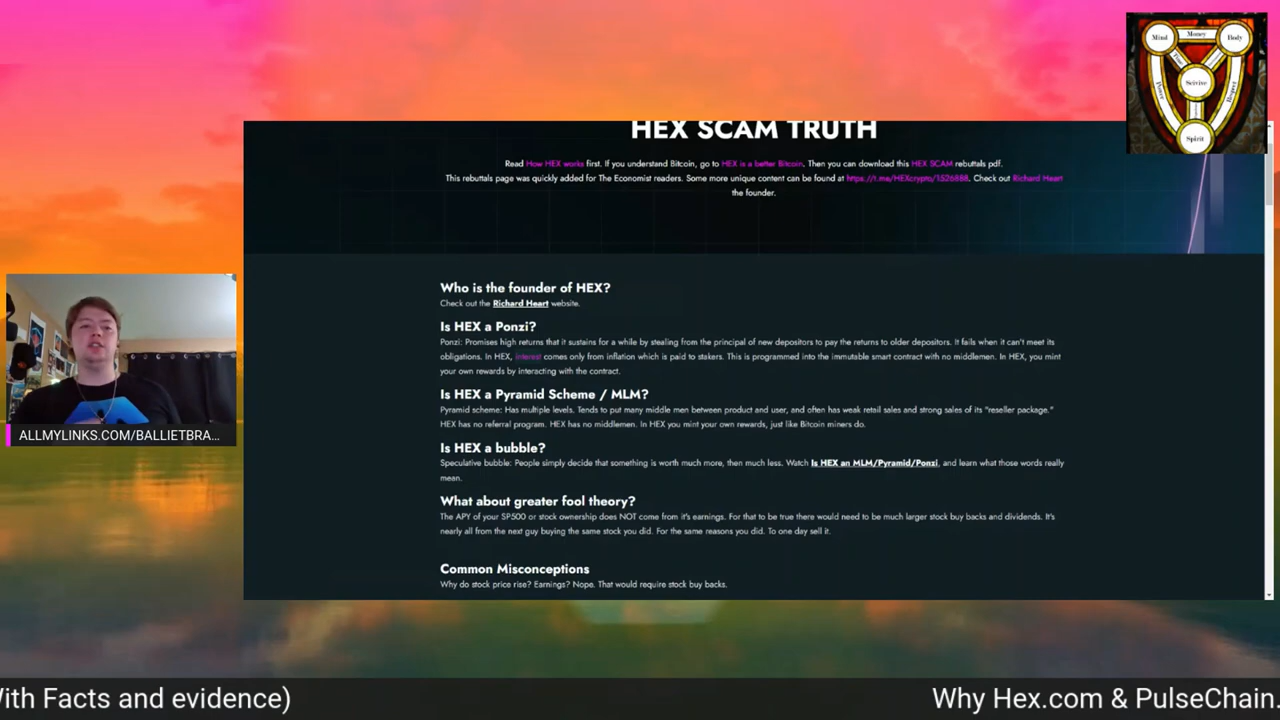 Mind
Money
Body
Scivive
Spirit
HEX SCAM TRUTH
Read How HEX works first. If you understand Bitcoin, go to HEX is a better Bitcoin. Then you can download this HEX SCAM rebuttals pdf.
This rebuttals page was quickly added for The Economist readers. Some more unique content can be found at https://t.me/HEXcrypto/1526888. Check out Richard Heart
the founder.
Who is the founder of HEX?
Check out the Richard Heart website.
Is HEX a Ponzi?
Ponzi: Promises high returns that it sustains for a while by stealing from the principal of new depositors to pay the returns to older depositors. It fails when it can't meet its
obligations. In HEX, interest comes only from inflation which is paid to stakers. This is programmed into the immutable smart contract with no middlemen. In HEX, you mint
your own rewards by interacting with the contract.
Is HEX a Pyramid Scheme / MLM?
Pyramid scheme: Has multiple levels. Tends to put many middle men between product and user, and often has weak retail sales and strong sales of its "reseller package."
HEX has no referral program. HEX has no middlemen. In HEX you mint your own rewards, just like Bitcoin miners do.
Is HEX a bubble?
Speculative bubble: People simply decide that something is worth much more, then much less. Watch Is HEX an MLM/Pyramid/Ponzi, and learn what those words really
mean.
What about greater fool theory?
The APY of your SP500 or stock ownership does NOT come from it's earnings. For that to be true there would need to be much larger stock buy backs and dividends. It's
nearly all from the next guy buying the same stock you did. For the same reasons you did. To one day sell it.
Common Misconceptions
Why do stock price rise? Earnings? Nope. That would require stock buy backs.
ALLMYLINKS.COM/BALLIETBRA...
With Facts and evidence)
Why Hex.com & PulseChain.